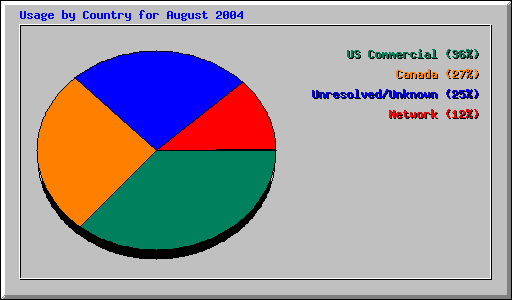 Usage by Country for August 2004
US Commercial (36%)
Canada (27%)
Unresolved/Unknown (25%)
Network (12%)